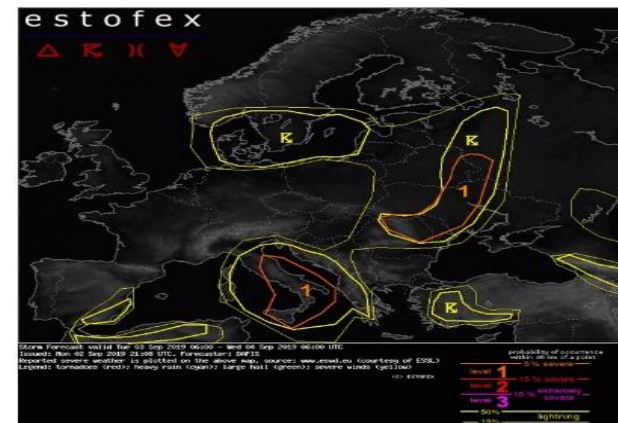 estofex
1
1
Storm Forecast valid Tue 03 Sep 2019 06:00 - Wed 04 Sep 2019 06:00 UTC
Issued: Mon 02 Sep 2019 21:08 UTC, Forecaster: DAFIS
Reported severe weather is plotted on the above map, source: www.eswd.eu (courtesy of ESSL)
Legend: tornadoes (red); heavy rain (cyan); large hail (green); severe winds (yellow)
(C) ESTOFEX
probability of occurrence
within 40 km of a point
5 % severe
level 1
15 % severe
level 2
15 % extremely
level 3
severe
50% lightning
15%